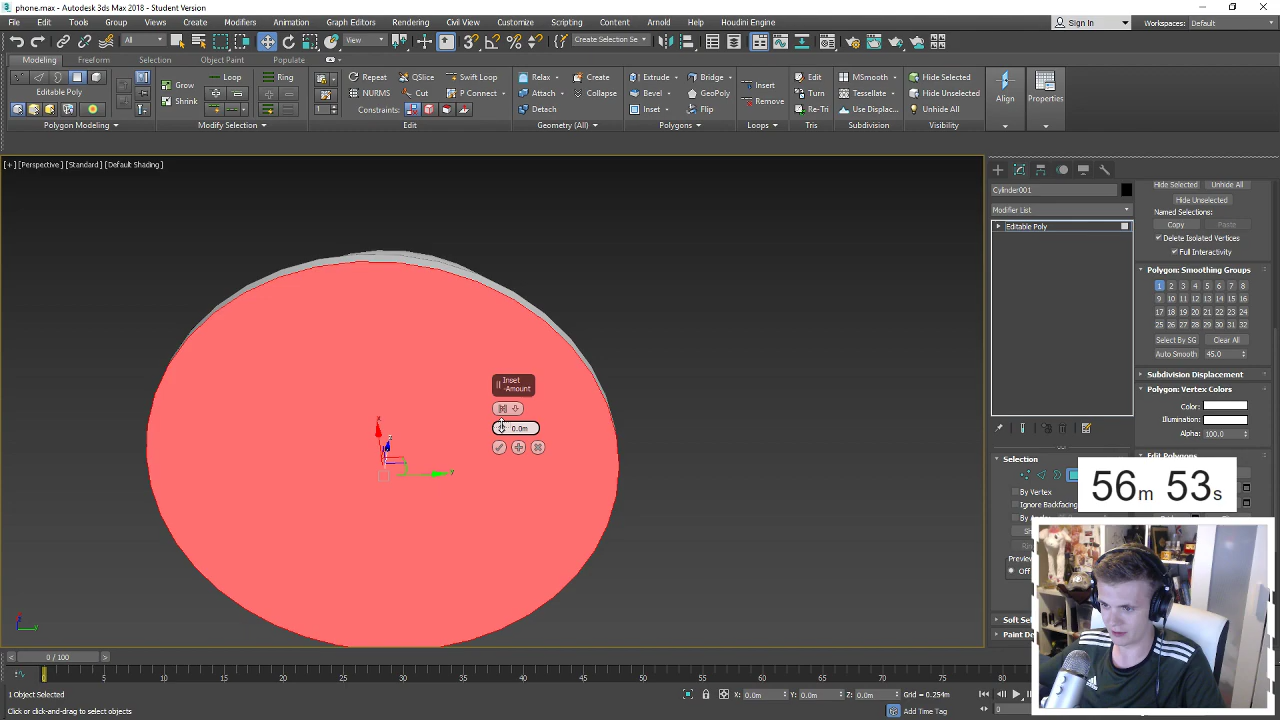 phone.max - Autodesk 3ds Max 2018 - Student Version
File Edit Tools Group Views Create Modifiers Animation Graph Editors Rendering Civil View Customize Scripting Content Arnold Help Houdini Engine
Sign In Workspaces: Default
All View Create Selection Se
Modeling Freeform Selection Object Paint Populate
Editable Poly
Grow Loop Ring Repeat QSlice Swift Loop Relax Create Extrude Bridge Insert Edit MSmooth Hide Selected
Shrink NURMS Cut P Connect Attach Collapse Bevel GeoPoly Remove Turn Tessellate Hide Unselected Align Properties
1 Constraints: Detach Inset Flip Re-Tri Use Displac... Unhide All
Polygon Modeling Modify Selection Edit Geometry (All) Polygons Loops Tris Subdivision Visibility
[+] [Perspective] [Standard] [Default Shading]
Cylinder001
Modifier List
Editable Poly
Hide Selected Unhide All
Hide Unselected
Named Selections:
Copy Paste
Delete Isolated Vertices
Full Interactivity
Polygon: Smoothing Groups
1 2 3 4 5 6 7 8
9 10 11 12 13 14 15 16
17 18 19 20 21 22 23 24
25 26 27 28 29 30 31 32
Select By SG Clear All
Auto Smooth 45.0
Subdivision Displacement
Polygon: Vertex Colors
Color:
Illumination:
Alpha: 100.0
Inset
-Amount
0.0m
x
z
y
Selection
By Vertex
Ignore Backfacing
56m 53s
Off
Soft Sel
0 / 100
0 5 10 15 20 25 30 35 40 45 50 55 60 65 70 75 80
1 Object Selected
X: 0.0m Y: 0.0m Z: 0.0m Grid = 0.254m
Click or click-and-drag to select objects
Add Time Tag
0